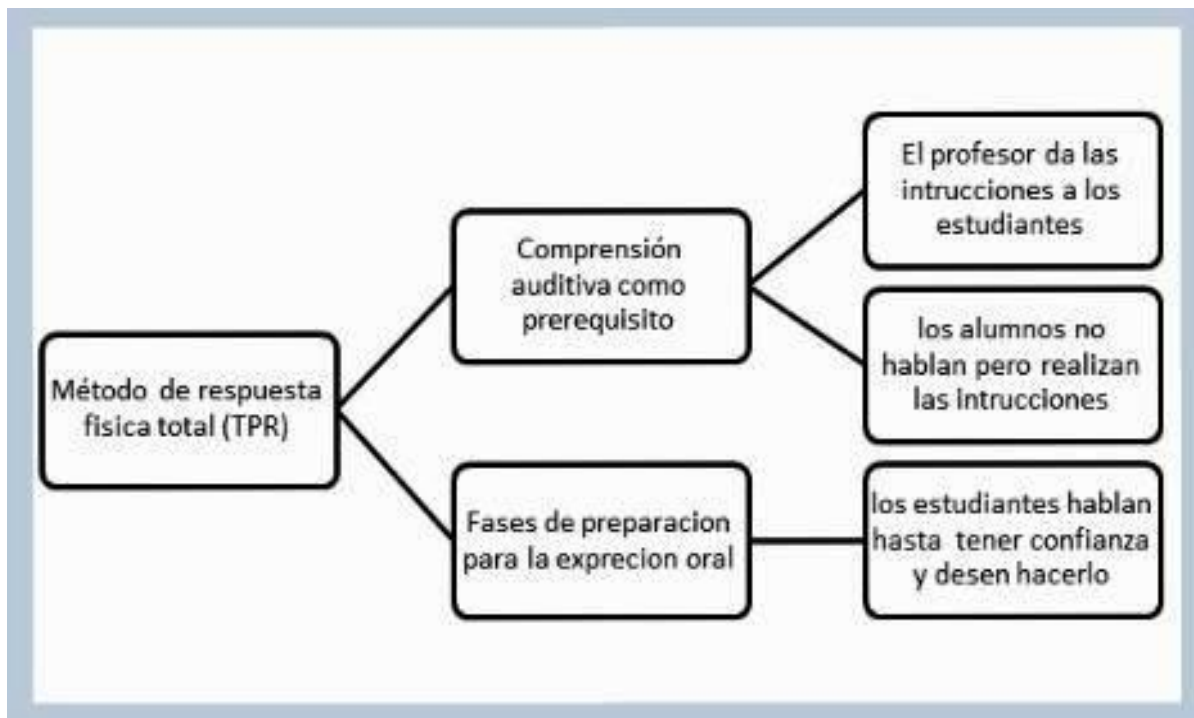 Método de respuesta
fisica total (TPR)
Comprensión
auditiva como
prerequisito
El profesor da las
intrucciones a los
estudiantes
los alumnos no
hablan pero realizan
las intrucciones
Fases de preparacion
para la exprecion oral
los estudiantes hablan
hasta tener confianza
y desen hacerlo